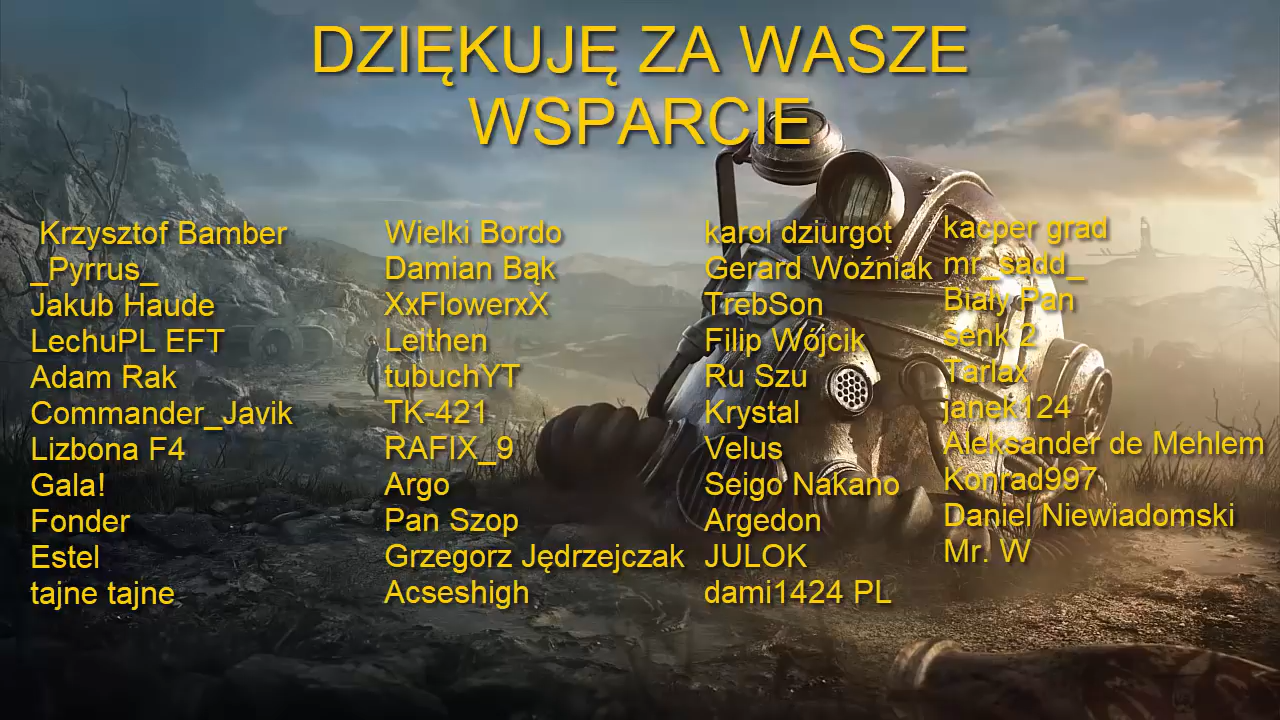 DZIĘKUJĘ ZA WASZE
WSPARCIE
Krzysztof Bamber
_Pyrrus_
Jakub Haude
LechuPL EFT
Adam Rak
Commander_Javik
Lizbona F4
Gala!
Fonder
Estel
tajne tajne
Wielki Bordo
Damian Bąk
XxFlowerxX
Leithen
tubuchYT
TK-421
RAFIX_9
Argo
Pan Szop
Grzegorz Jędrzejczak
Acseshigh
karol dziurgot
Gerard Woźniak
TrebSon
Filip Wójcik
Ru Szu
Krystal
Velus
Seigo Nakano
Argedon
JULOK
dami1424 PL
kacper grad
mr_sadd_
Biały Pan
senk 2
Tarlax
janek124
Aleksander de Mehlem
Konrad997
Daniel Niewiadomski
Mr. W